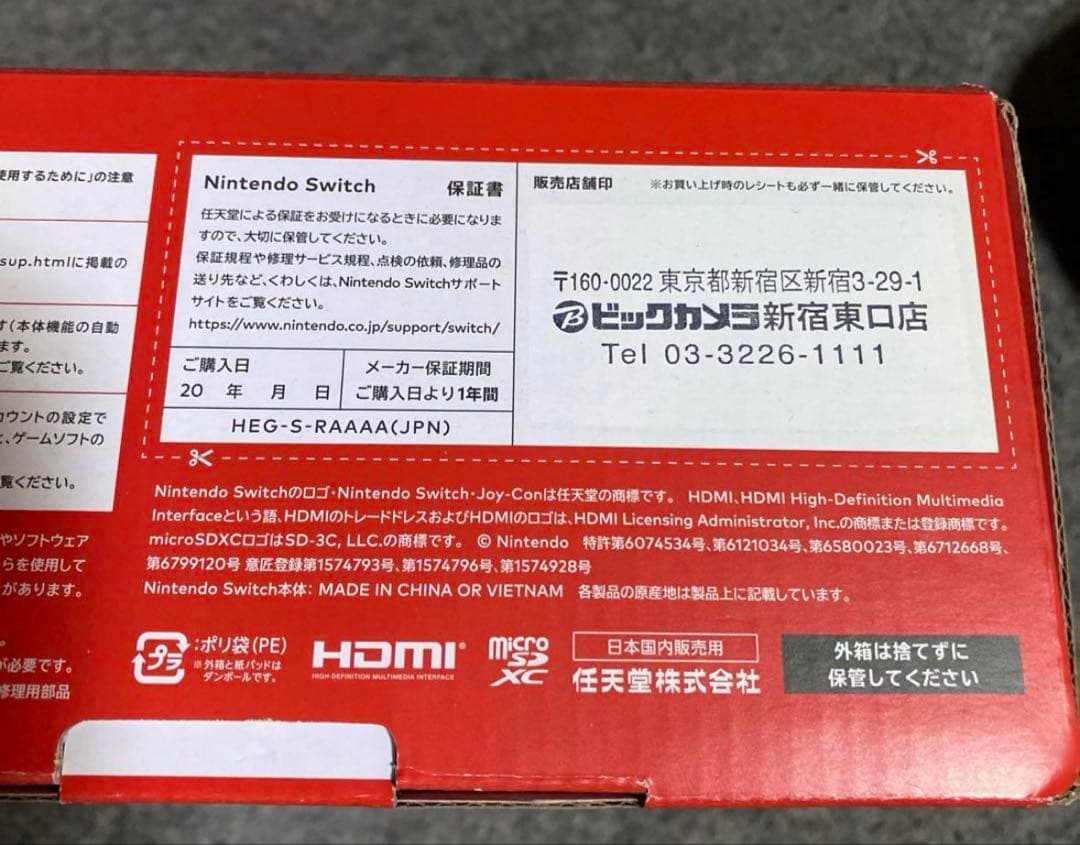 使用するために」の注意
sup.htmlに掲載の
す(本体機能の自動
ます。
ご覧ください。
カウントの設定で
と、ゲームソフトの
覧ください。
やソフトウェア
らを使用して
があります。
が必要です。
修理用部品
Nintendo Switch 保証書
任天堂による保証をお受けになるときに必要になりま
すので、大切に保管してください。
保証規程や修理サービス規程、点検の依頼、修理品の
送り先など、くわしくは、Nintendo Switchサポート
サイトをご覧ください。
https://www.nintendo.co.jp/support/switch/
ご購入日
20 年 月 日
メーカー保証期間
ご購入日より1年間
HEG-S-RAAAA(JPN)
販売店舗印 ※お買い上げ時のレシートも必ず一緒に保管してください。
〒160-0022 東京都新宿区新宿3-29-1
ビックカメラ新宿東口店
Tel 03-3226-1111
Nintendo Switchのロゴ・Nintendo Switch・Joy-Conは任天堂の商標です。 HDMI、HDMI High-Definition Multimedia
Interfaceという語、HDMIのトレードドレスおよびHDMIのロゴは、HDMI Licensing Administrator, Inc.の商標または登録商標です。
microSDXCロゴはSD-3C, LLC.の商標です。 © Nintendo 特許第6074534号、第6121034号、第6580023号、第6712668号、
第6799120号 意匠登録第1574793号、第1574796号、第1574928号
Nintendo Switch本体: MADE IN CHINA OR VIETNAM 各製品の原産地は製品上に記載しています。
プラ
:ポリ袋(PE)
※外箱と紙パッドは
ダンボールです。
HDMI®
HIGH-DEFINITION MULTIMEDIA INTERFACE
micro
SD
XC
日本国内販売用
任天堂株式会社
外箱は捨てずに
保管してください